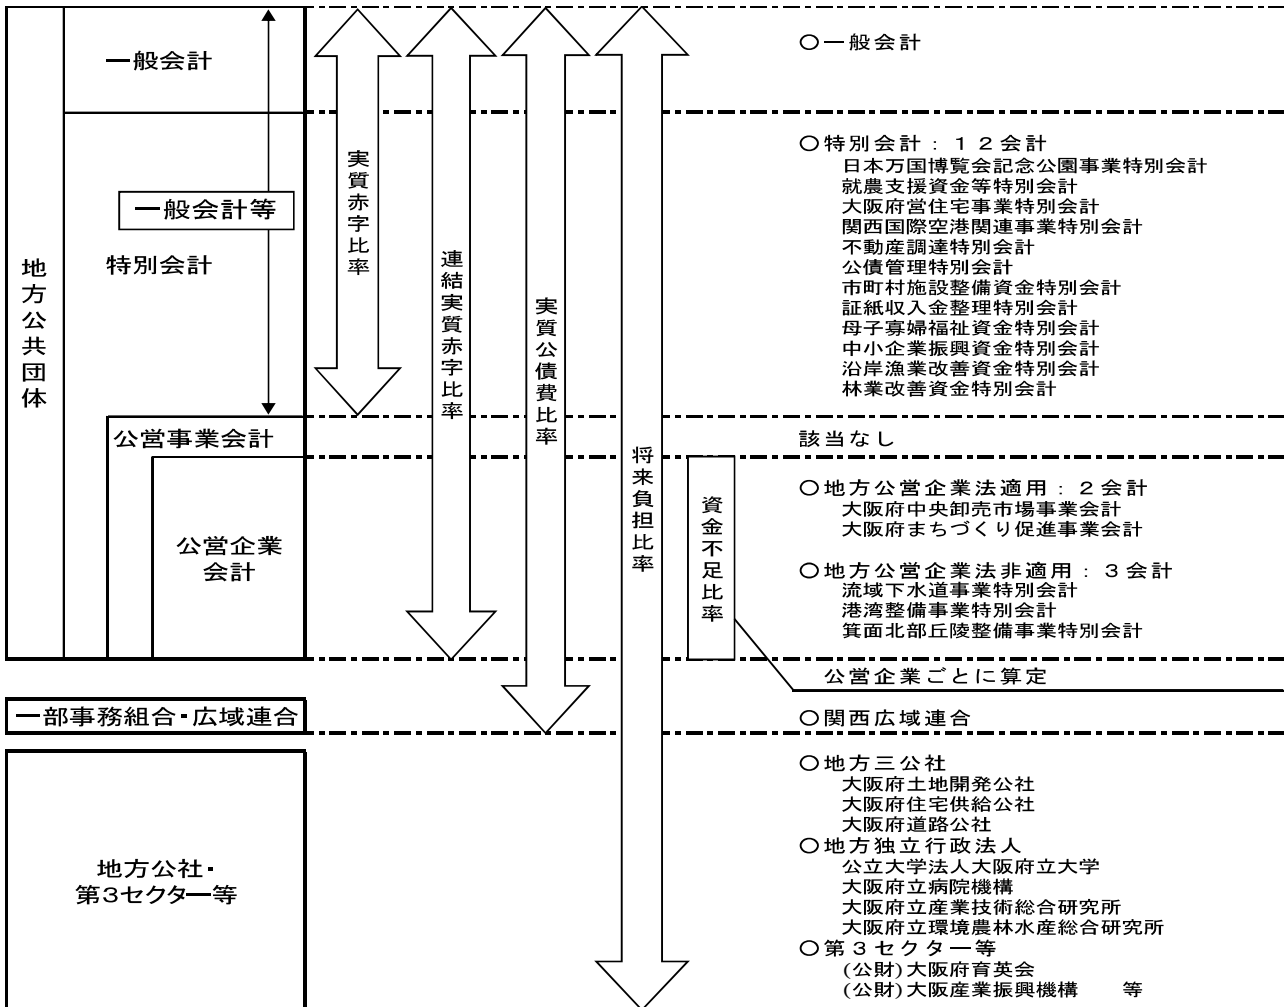 一般会計
一般会計等
特別会計
地方公共団体
公営事業会計
公営企業
会計
一部事務組合・広域連合
地方公社・
第3セクター等
実質赤字比率
連結実質赤字比率
実質公債費比率
将来負担比率
資金不足比率
○一般会計
○特別会計：１２会計
日本万国博覧会記念公園事業特別会計
就農支援資金等特別会計
大阪府営住宅事業特別会計
関西国際空港関連事業特別会計
不動産調達特別会計
公債管理特別会計
市町村施設整備資金特別会計
証紙収入金整理特別会計
母子寡婦福祉資金特別会計
中小企業振興資金特別会計
沿岸漁業改善資金特別会計
林業改善資金特別会計
該当なし
○地方公営企業法適用：２会計
大阪府中央卸売市場事業会計
大阪府まちづくり促進事業会計
○地方公営企業法非適用：３会計
流域下水道事業特別会計
港湾整備事業特別会計
箕面北部丘陵整備事業特別会計
公営企業ごとに算定
○関西広域連合
○地方三公社
大阪府土地開発公社
大阪府住宅供給公社
大阪府道路公社
○地方独立行政法人
公立大学法人大阪府立大学
大阪府立病院機構
大阪府立産業技術総合研究所
大阪府立環境農林水産総合研究所
○第３セクター等
(公財)大阪府育英会
(公財)大阪産業振興機構　等